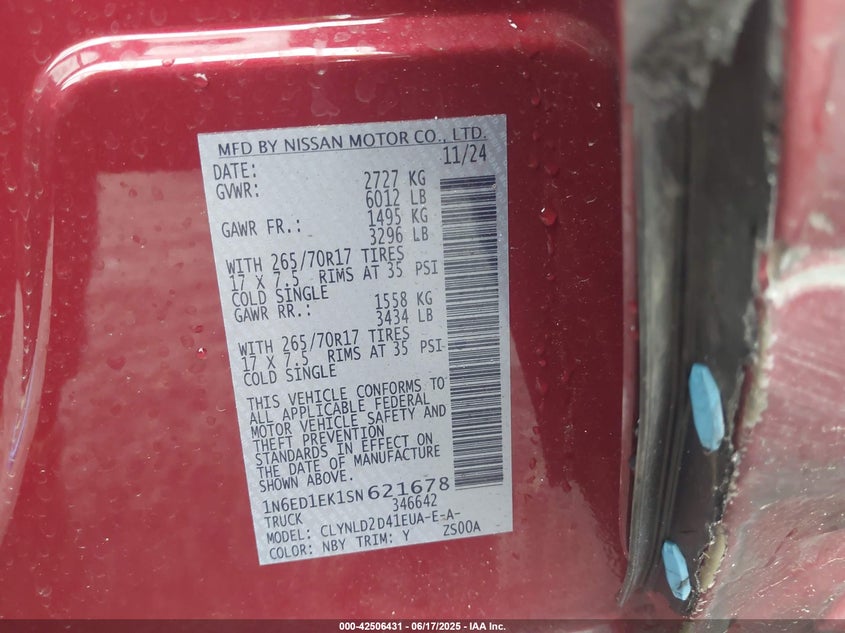 MFD BY NISSAN MOTOR CO., LTD.
DATE: 11/24
GVWR: 2727 KG
6012 LB
GAWR FR.: 1495 KG
3296 LB
WITH 265/70R17 TIRES
17 X 7.5 RIMS AT 35 PSI
COLD SINGLE
GAWR RR.: 1558 KG
3434 LB
WITH 265/70R17 TIRES
17 X 7.5 RIMS AT 35 PSI
COLD SINGLE
THIS VEHICLE CONFORMS TO
ALL APPLICABLE FEDERAL
MOTOR VEHICLE SAFETY AND
THEFT PREVENTION
STANDARDS IN EFFECT ON
THE DATE OF MANUFACTURE
SHOWN ABOVE.
1N6ED1EK1SN621678
TRUCK 346642
MODEL: CLYNLD2D41EUA-E-A-
COLOR: NBY TRIM: Y ZS00A
000-42506431 - 06/17/2025 - IAA Inc.